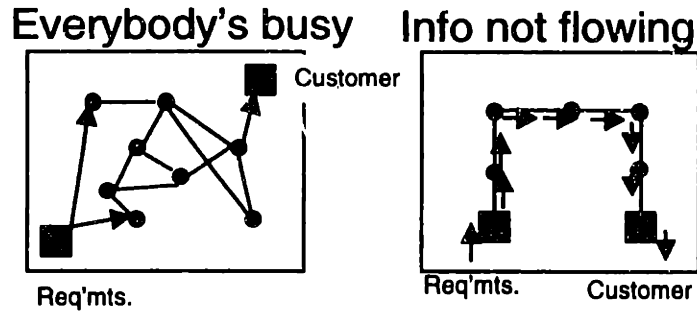 Everybody's busy
Info not flowing
Customer
Req'mts.
Req'mts.
Customer